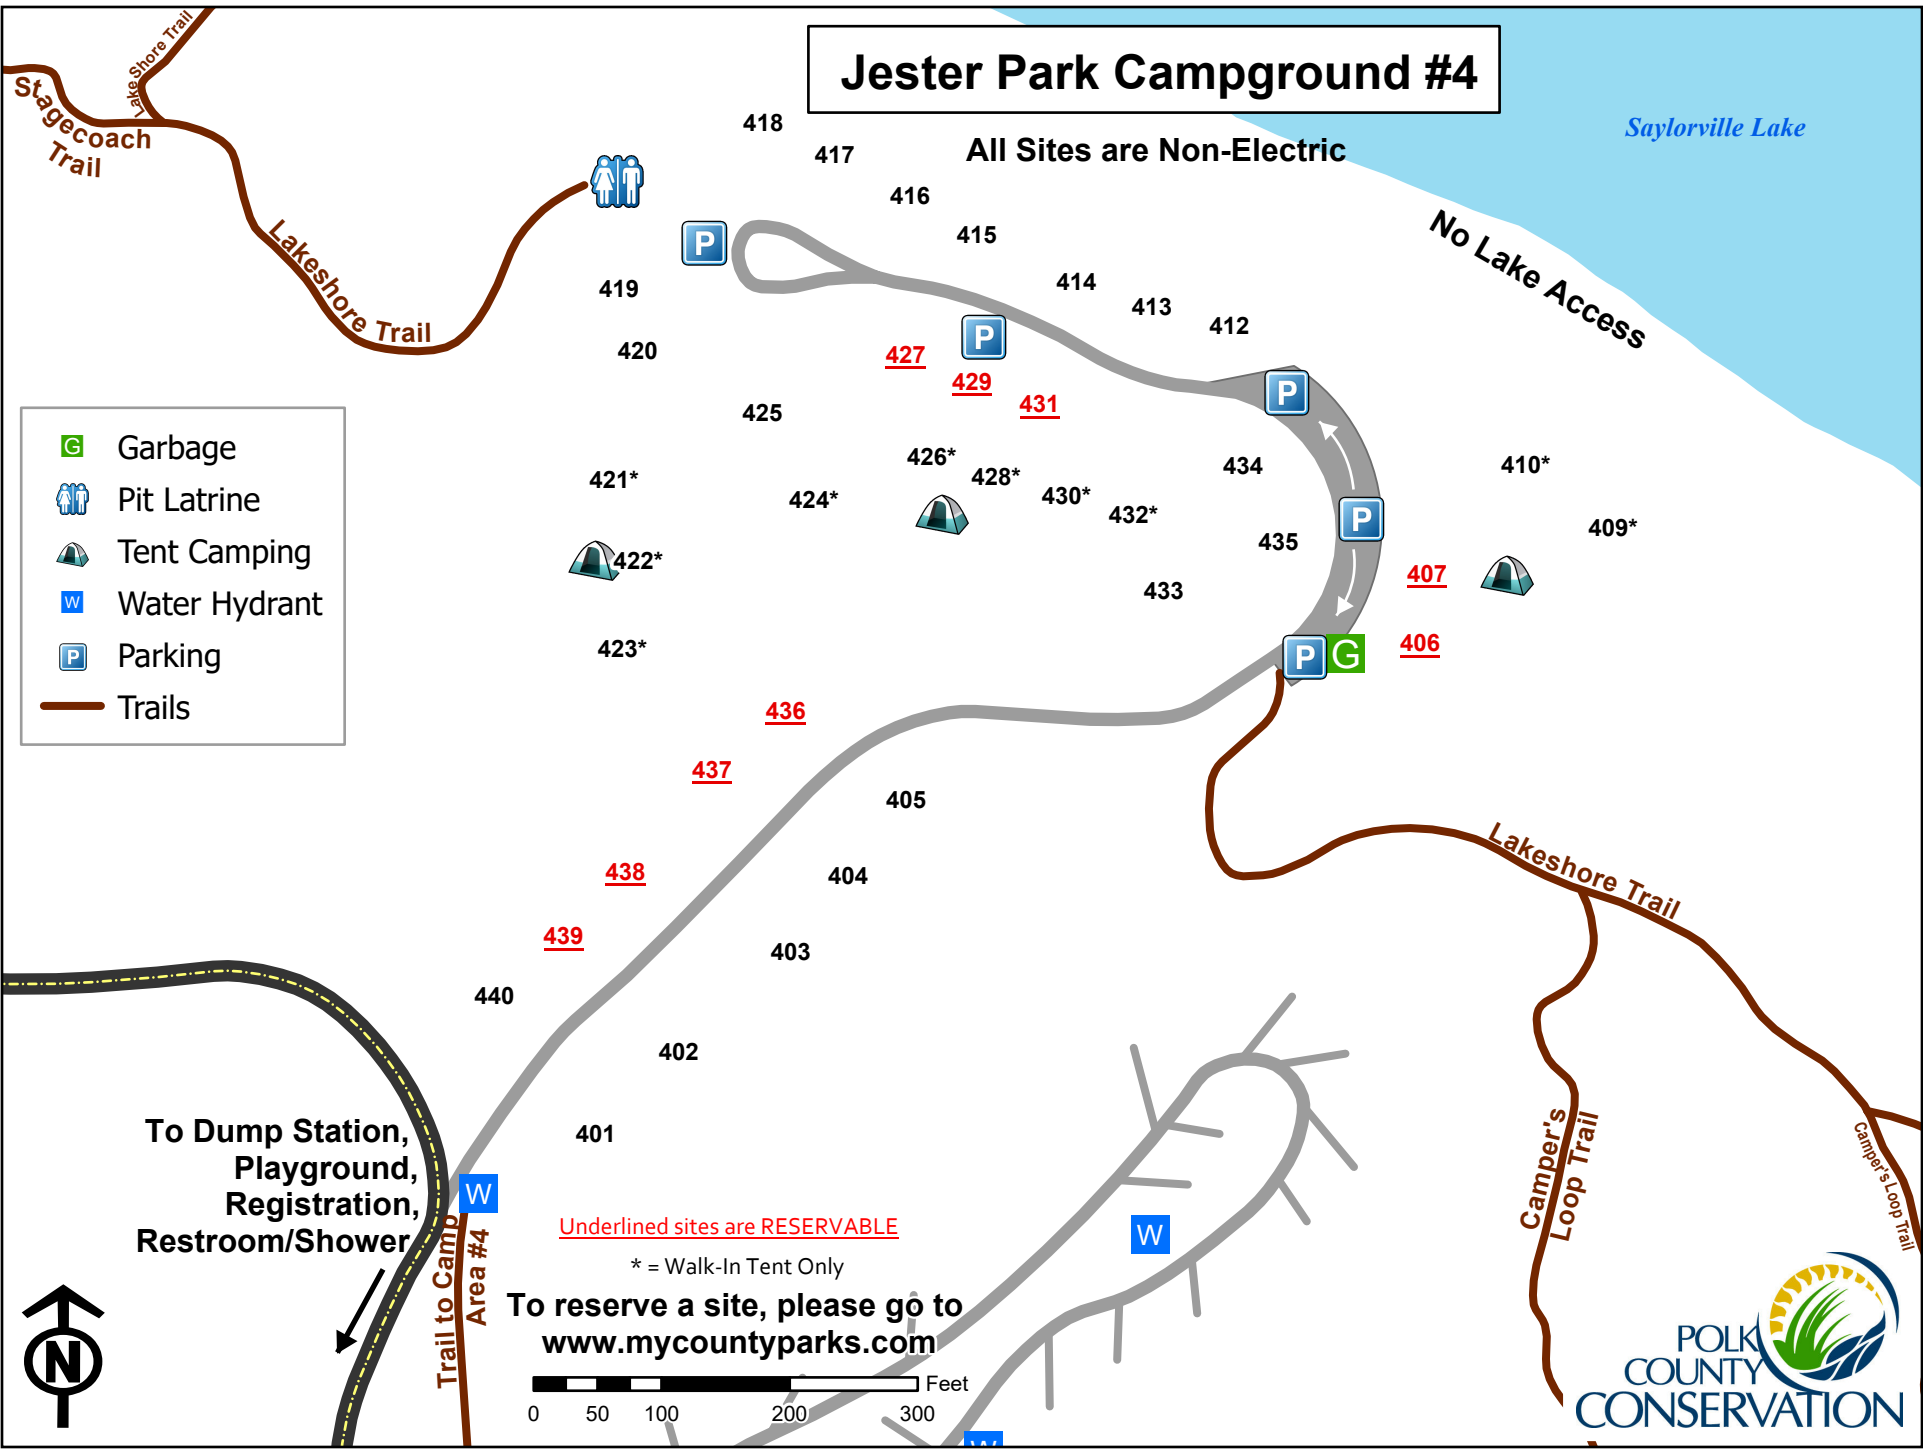 Jester Park Campground #4
All Sites are Non-Electric
Saylorville Lake
No Lake Access
Lake Shore Trail
Stagecoach
Trail
Lakeshore Trail
418
417
416
415
414
413
412
P
P
P
P
P
G
419
420
427
429
431
425
426*
428*
430*
432*
434
435
433
421*
424*
422*
423*
410*
409*
407
406
G Garbage
Pit Latrine
Tent Camping
W Water Hydrant
P Parking
Trails
436
437
438
439
440
405
404
403
402
401
Lakeshore Trail
Camper's
Loop Trail
Camper's Loop Trail
To Dump Station,
Playground,
Registration,
Restroom/Shower
W
W
W
Trail to Camp
Area #4
Underlined sites are RESERVABLE
* = Walk-In Tent Only
To reserve a site, please go to
www.mycountyparks.com
Feet
0 50 100 200 300
N
POLK
COUNTY
CONSERVATION